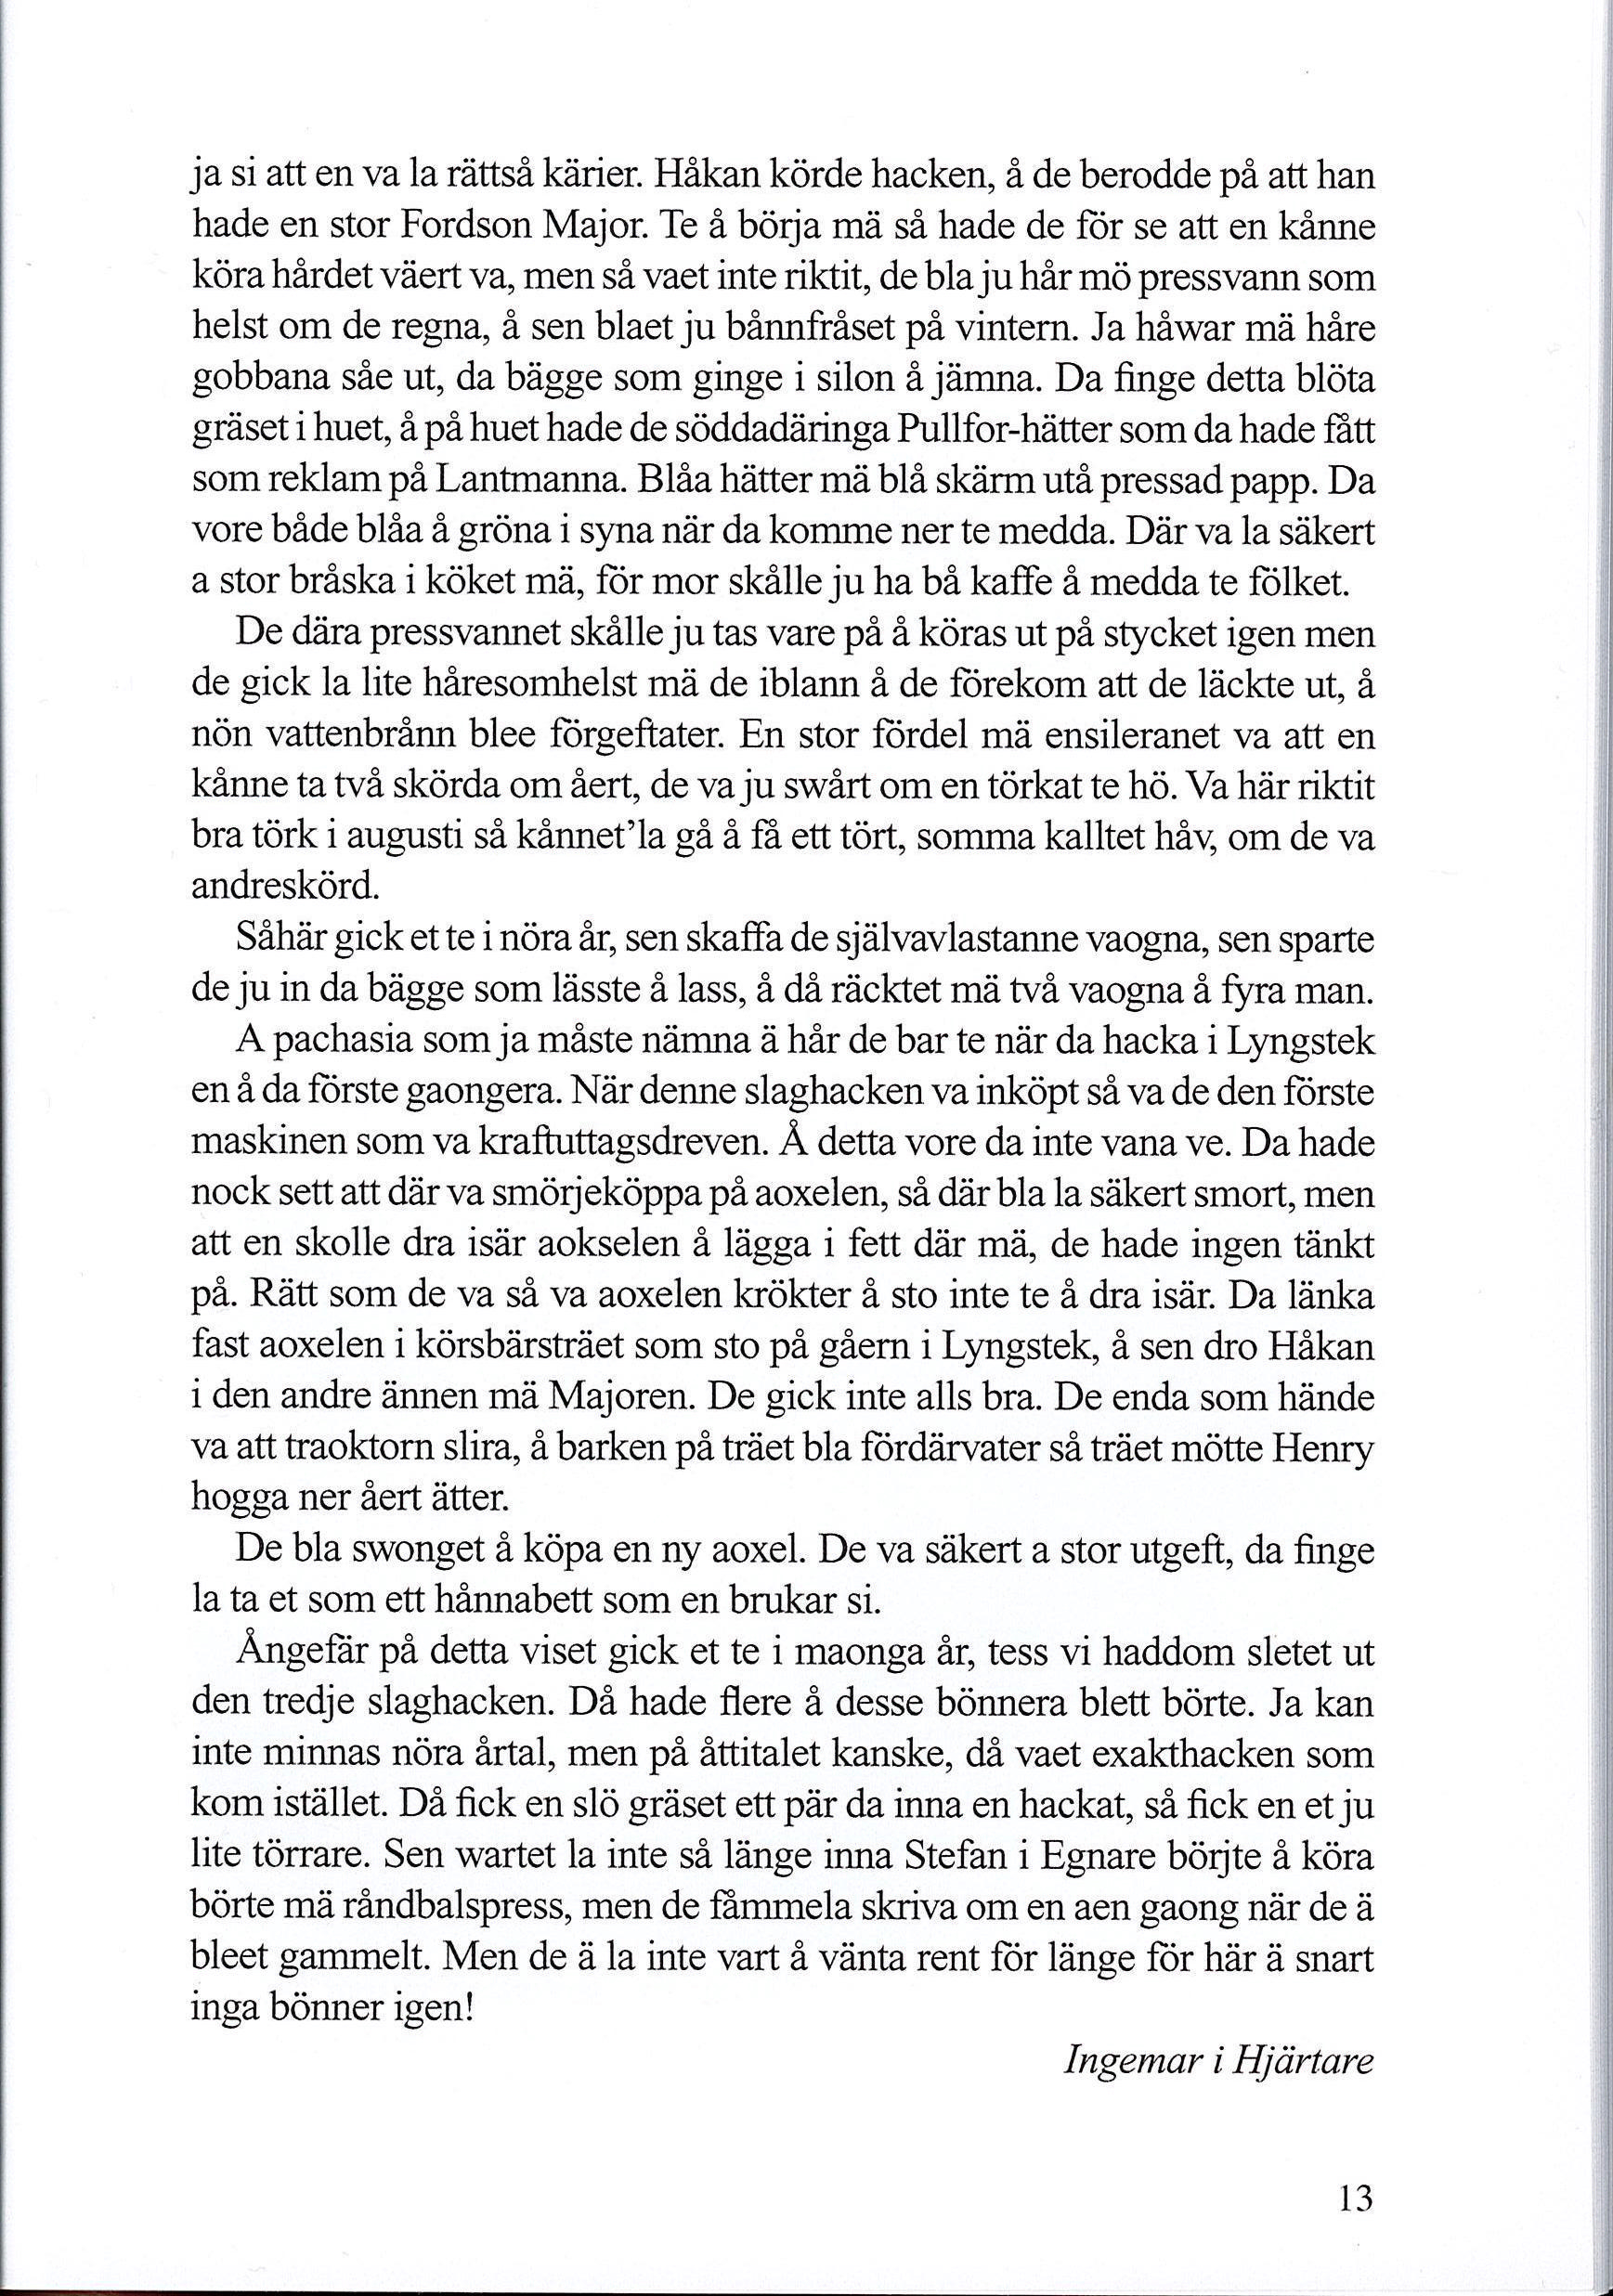 ja si att en va la rättså kärier. Håkan körde hacken, å de berodde på att han
hade en stor Fordson Major. Te å börja mä så hade de för se att en kånne
köra hårdet väert va, men så vaet inte riktit, de bla ju hår mö pressvann som
helst om de regna, å sen blaet ju bånnfråset på vintern. Ja håwar mä håre
gobbana såe ut, da bägge som ginge i silon å jämna. Da finge detta blöta
gräset i huet, å på huet hade de söddadäringa Pullfor-hätter som da hade fått
som reklam på Lantmanna. Blåa hätter mä blå skärm utå pressad papp. Da
vore både blåa å gröna i syna när da komme ner te medda. Där va la säkert
a stor bråska i köket mä, för mor skålle ju ha bå kaffe å medda te fölket.
De dära pressvannet skålle ju tas vare på å köras ut på stycket igen men
de gick la lite håresomhelst mä de iblann å de förekom att de läckte ut, å
nön vattenbrånn blee förgeftater. En stor fördel mä ensileranet va att en
kånne ta två skörda om åert, de va ju swårt om en törkat te hö. Va här riktit
bra törk i augusti så kånnet'la gå å få ett tört, somma kalltet håv, om de va
andreskörd.
Såhär gick et te i nöra år, sen skaffa de självavlastanne vaogna, sen sparte
de ju in da bägge som lässte å lass, å då räcktet mä två vaogna å fyra man.
A pachasia som ja måste nämna ä hår de bar te när da hacka i Lyngstek
en å da förste gaongera. När denne slaghacken va inköpt så va de den förste
maskinen som va kraftuttagsdreven. Å detta vore da inte vana ve. Da hade
nock sett att där va smörjeköppa på aoxelen, så där bla la säkert smort, men
att en skolle dra isär aokselen å lägga i fett där mä, de hade ingen tänkt
på. Rätt som de va så va aoxelen krökter å sto inte te å dra isär. Da länka
fast aoxelen i körsbärsträet som sto på gåern i Lyngstek, å sen dro Håkan
i den andre ännen mä Majoren. De gick inte alls bra. De enda som hände
va att traoktorn slira, å barken på träet bla fördärvater så träet mötte Henry
hogga ner åert ätter.
De bla swonget å köpa en ny aoxel. De va säkert a stor utgeft, da finge
la ta et som ett hånnabett som en brukar si.
Ångefär på detta viset gick et te i maonga år, tess vi haddom sletet ut
den tredje slaghacken. Då hade flere å desse bönnera blett börte. Ja kan
inte minnas nöra årtal, men på åttitalet kanske, då vaet exakthacken som
kom istället. Då fick en slö gräset ett pär da inna en hackat, så fick en et ju
lite törrare. Sen wartet la inte så länge inna Stefan i Egnare börjte å köra
börte mä råndbalspress, men de fåmmela skriva om en aen gaong när de ä
bleet gammelt. Men de ä la inte vart å vänta rent för länge för här ä snart
inga bönner igen!
Ingemar i Hjärtare
13